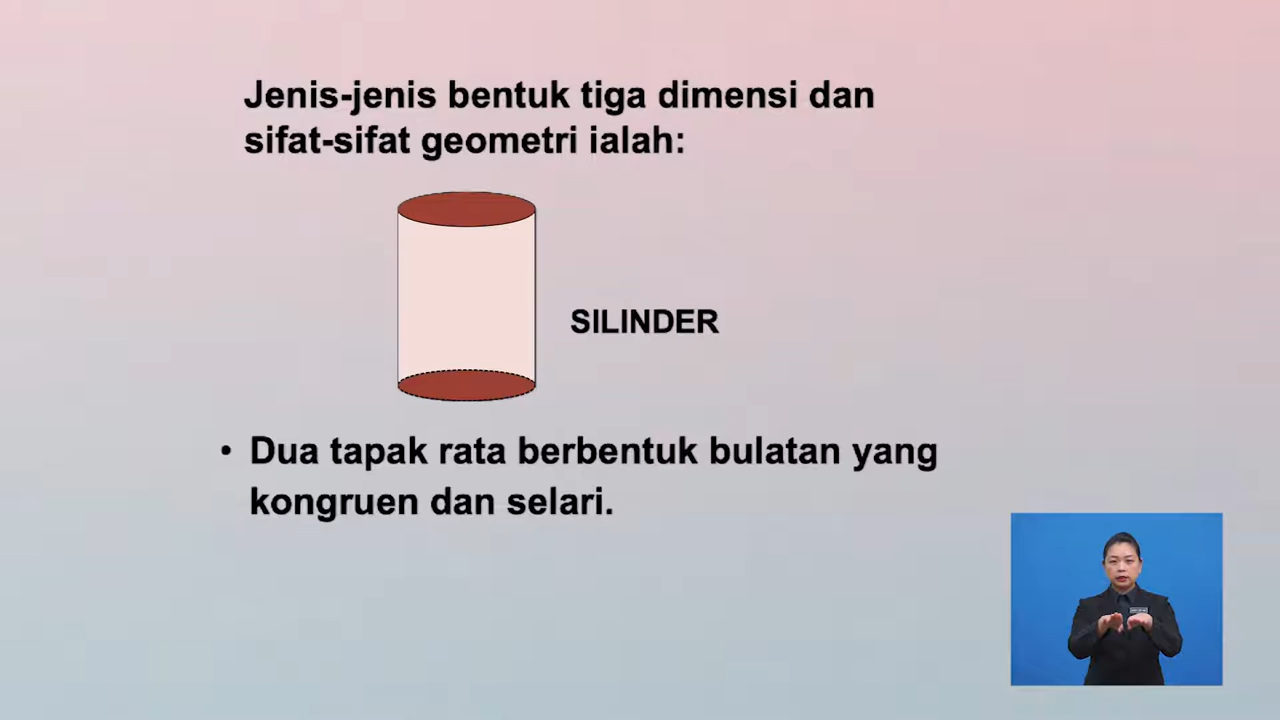 Jenis-jenis bentuk tiga dimensi dan
sifat-sifat geometri ialah:
SILINDER
• Dua tapak rata berbentuk bulatan yang
kongruen dan selari.